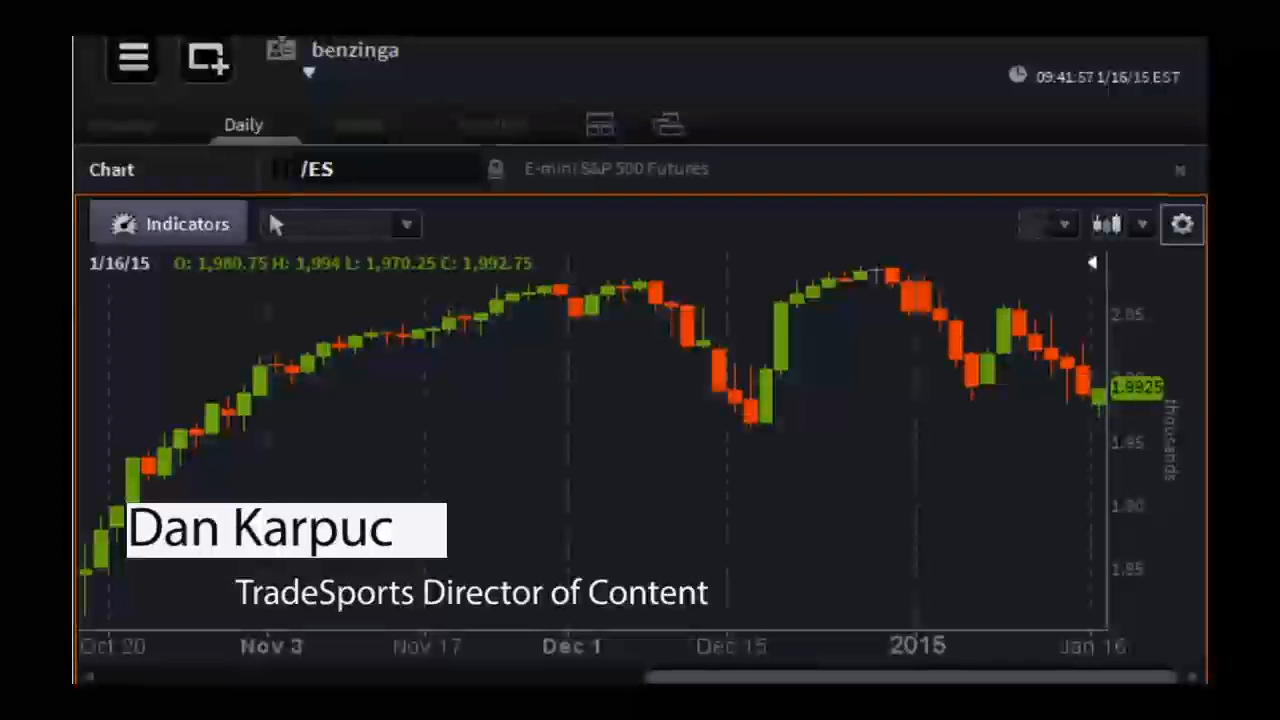 benzinga
09:41:57 1/16/15 EST
Daily
Chart
/ES
E-mini S&P 500 Futures
Indicators
1/16/15 O: 1,980.75 H: 1,994 L: 1,970.25 C: 1,992.75
2.05
1.9925
thousands
1.95
1.90
1.85
Dan Karpuc
TradeSports Director of Content
Oct 20 Nov 3 Nov 17 Dec 1 Dec 15 2015 Jan 16